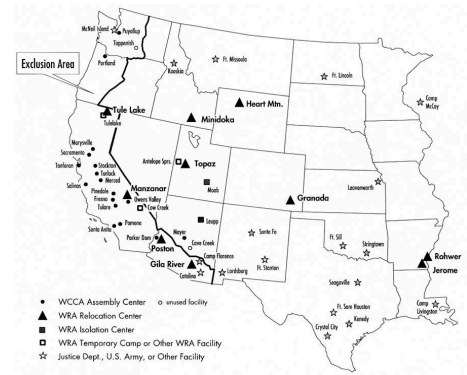 McNeil Island
Puyallup
Toppenish
Portland
Exclusion Area
Kooskia
Ft. Missoula
Ft. Lincoln
Camp
McCoy
Heart Mtn.
Minidoka
Tule Lake
Tulelake
Marysville
Sacramento
Tanforan
Stockton
Turlock
Merced
Salinas
Pinedale
Fresno
Tulare
Manzanar
Owens Valley
Cow Creek
Antelope Sprs.
Topaz
Moab
Granada
Leavenworth
Santa Anita
Pomona
Parker Dam
Poston
Mayer
Leupp
Cave Creek
Camp Florence
Gila River
Catalina
Lordsburg
Santa Fe
Ft. Stanton
Ft. Sill
Stringtown
Rohwer
Jerome
Seagoville
Ft. Sam Houston
Crystal City
Kenedy
Camp
Livingston
WCCA Assembly Center
unused facility
WRA Relocation Center
WRA Isolation Center
WRA Temporary Camp or Other WRA Facility
Justice Dept., U.S. Army, or Other Facility